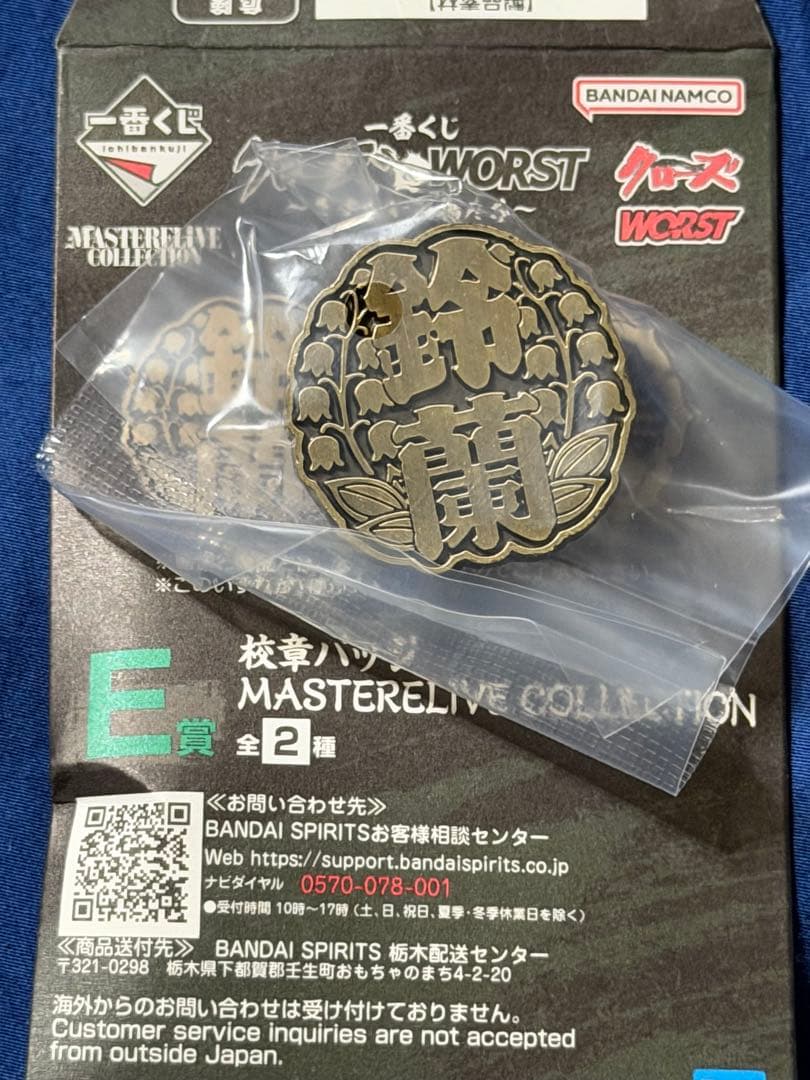 危険
【製品素材】
一番くじ
ichibankuji
BANDAI NAMCO
一番くじ
WORST
クローズ
WORST
MASTERELIVE
COLLECTION
鈴
蘭
校章バッジ
MASTERELIVE COLLECTION
E賞
全2種
≪お問い合わせ先≫
BANDAI SPIRITSお客様相談センター
Web https://support.bandaispirits.co.jp
ナビダイヤル 0570-078-001
●受付時間 10時～17時 (土、日、祝日、夏季・冬季休業日を除く)
≪商品送付先≫ BANDAI SPIRITS 栃木配送センター
〒321-0298 栃木県下都賀郡壬生町おもちゃのまち4-2-20
海外からのお問い合わせは受け付けておりません。
Customer service inquiries are not accepted
from outside Japan.